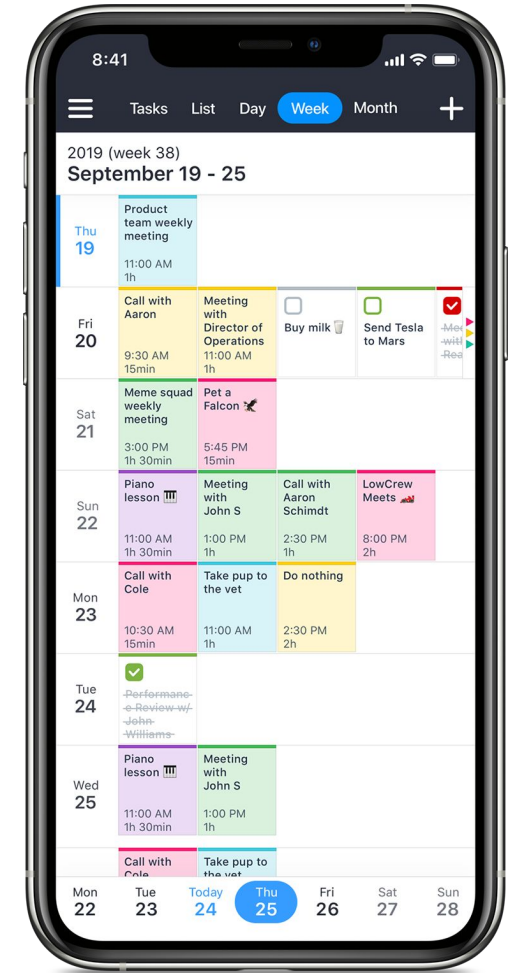 8:41
Tasks List Day Week Month
2019 (week 38)
September 19 - 25
Thu
19
Product
team weekly
meeting
11:00 AM
1h
Fri
20
Call with
Aaron
9:30 AM
15min
Meeting
with
Director of
Operations
11:00 AM
1h
Buy milk
Send Tesla
to Mars
Sat
21
Meme squad
weekly
meeting
3:00 PM
1h 30min
Pet a
Falcon
5:45 PM
15min
Sun
22
Piano
lesson
11:00 AM
1h 30min
Meeting
with
John S
1:00 PM
1h
Call with
Aaron
Schimdt
2:30 PM
1h
LowCrew
Meets
8:00 PM
2h
Mon
23
Call with
Cole
10:30 AM
15min
Take pup to
the vet
11:00 AM
1h
Do nothing
2:30 PM
2h
Tue
24
Performanc
e Review w/
John
Williams
Wed
25
Piano
lesson
11:00 AM
1h 30min
Meeting
with
John S
1:00 PM
1h
Call with
Cole
Take pup to
the vet
Mon Tue Today Thu Fri Sat Sun
22 23 24 25 26 27 28